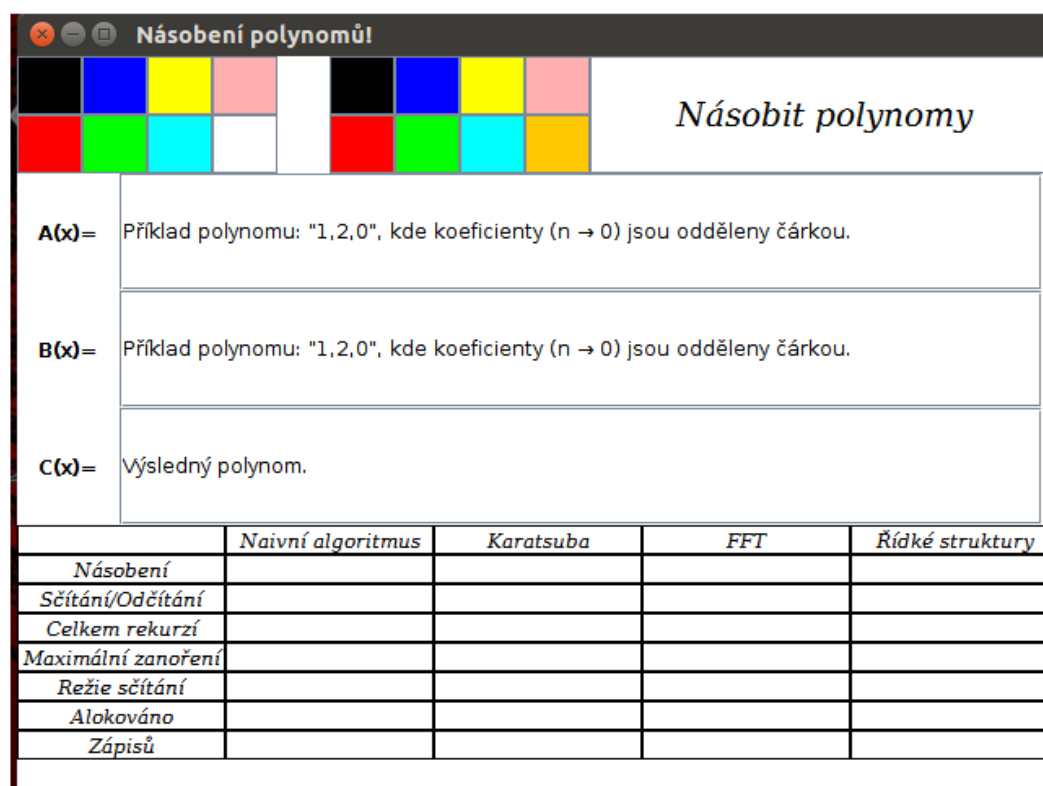 Násobení polynomů!
Násobit polynomy
A(x)= Příklad polynomu: "1,2,0", kde koeficienty (n → 0) jsou odděleny čárkou.
B(x)= Příklad polynomu: "1,2,0", kde koeficienty (n → 0) jsou odděleny čárkou.
C(x)= Výsledný polynom.
Naivní algoritmus Karatsuba FFT Řídké struktury
Násobení
Sčítání/Odčítání
Celkem rekurzí
Maximální zanoření
Režie sčítání
Alokováno
Zápisů